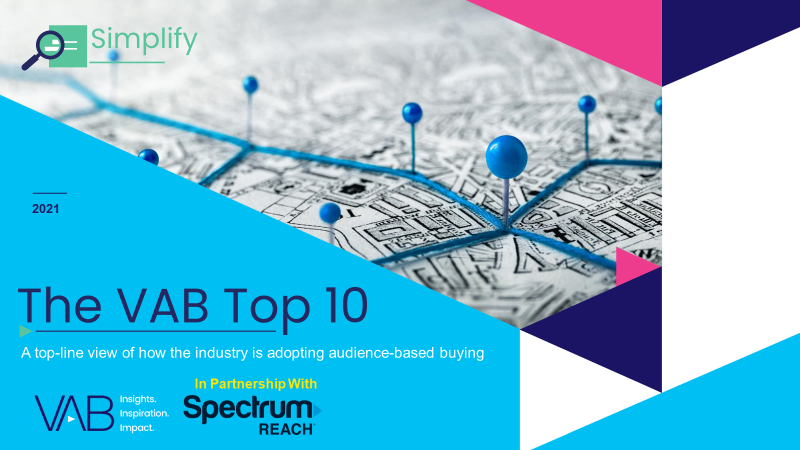 Simplify
2021
The VAB Top 10
A top-line view of how the industry is adopting audience-based buying
In Partnership With
VAB
Insights.
Inspiration.
Impact.
Spectrum
REACH